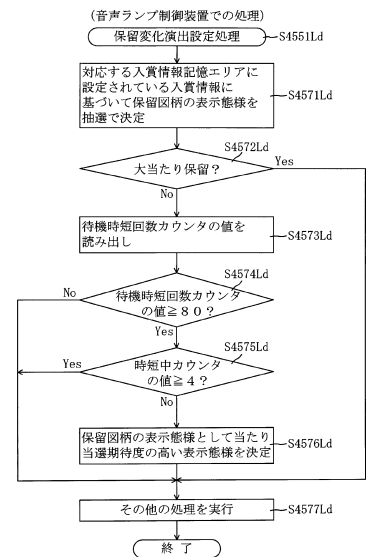 (音声ランプ制御装置での処理)
保留変化演出設定処理
S4551Ld
対応する入賞情報記憶エリアに
設定されている入賞情報に
基づいて保留図柄の表示態様を
抽選で決定
S4571Ld
S4572Ld
大当たり保留?
Yes
No
待機時短回数カウンタの値を
読み出し
S4573Ld
S4574Ld
No
待機時短回数カウンタ
の値≧80?
Yes
S4575Ld
Yes
時短中カウンタ
の値≧4?
No
保留図柄の表示態様として当たり
当選期待度の高い表示態様を決定
S4576Ld
その他の処理を実行
S4577Ld
終了